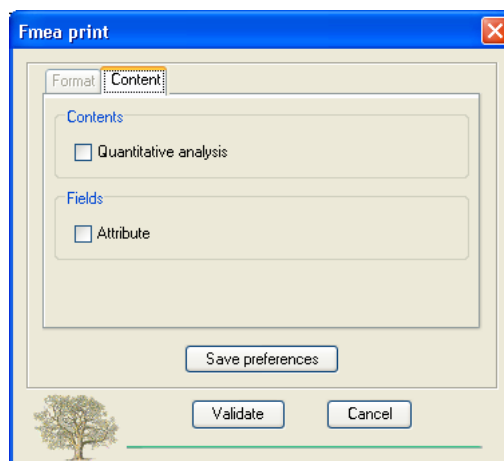 Fmea print
Format Content
Contents
Quantitative analysis
Fields
Attribute
Save preferences
Validate Cancel